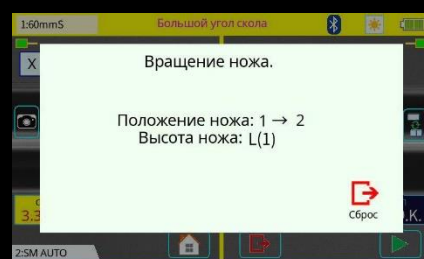 1:60mmS
Большой угол скола
X
Вращение ножа.
Положение ножа: 1 → 2
Высота ножа: L(1)
Сброс
3.3
.K.
2:SM AUTO